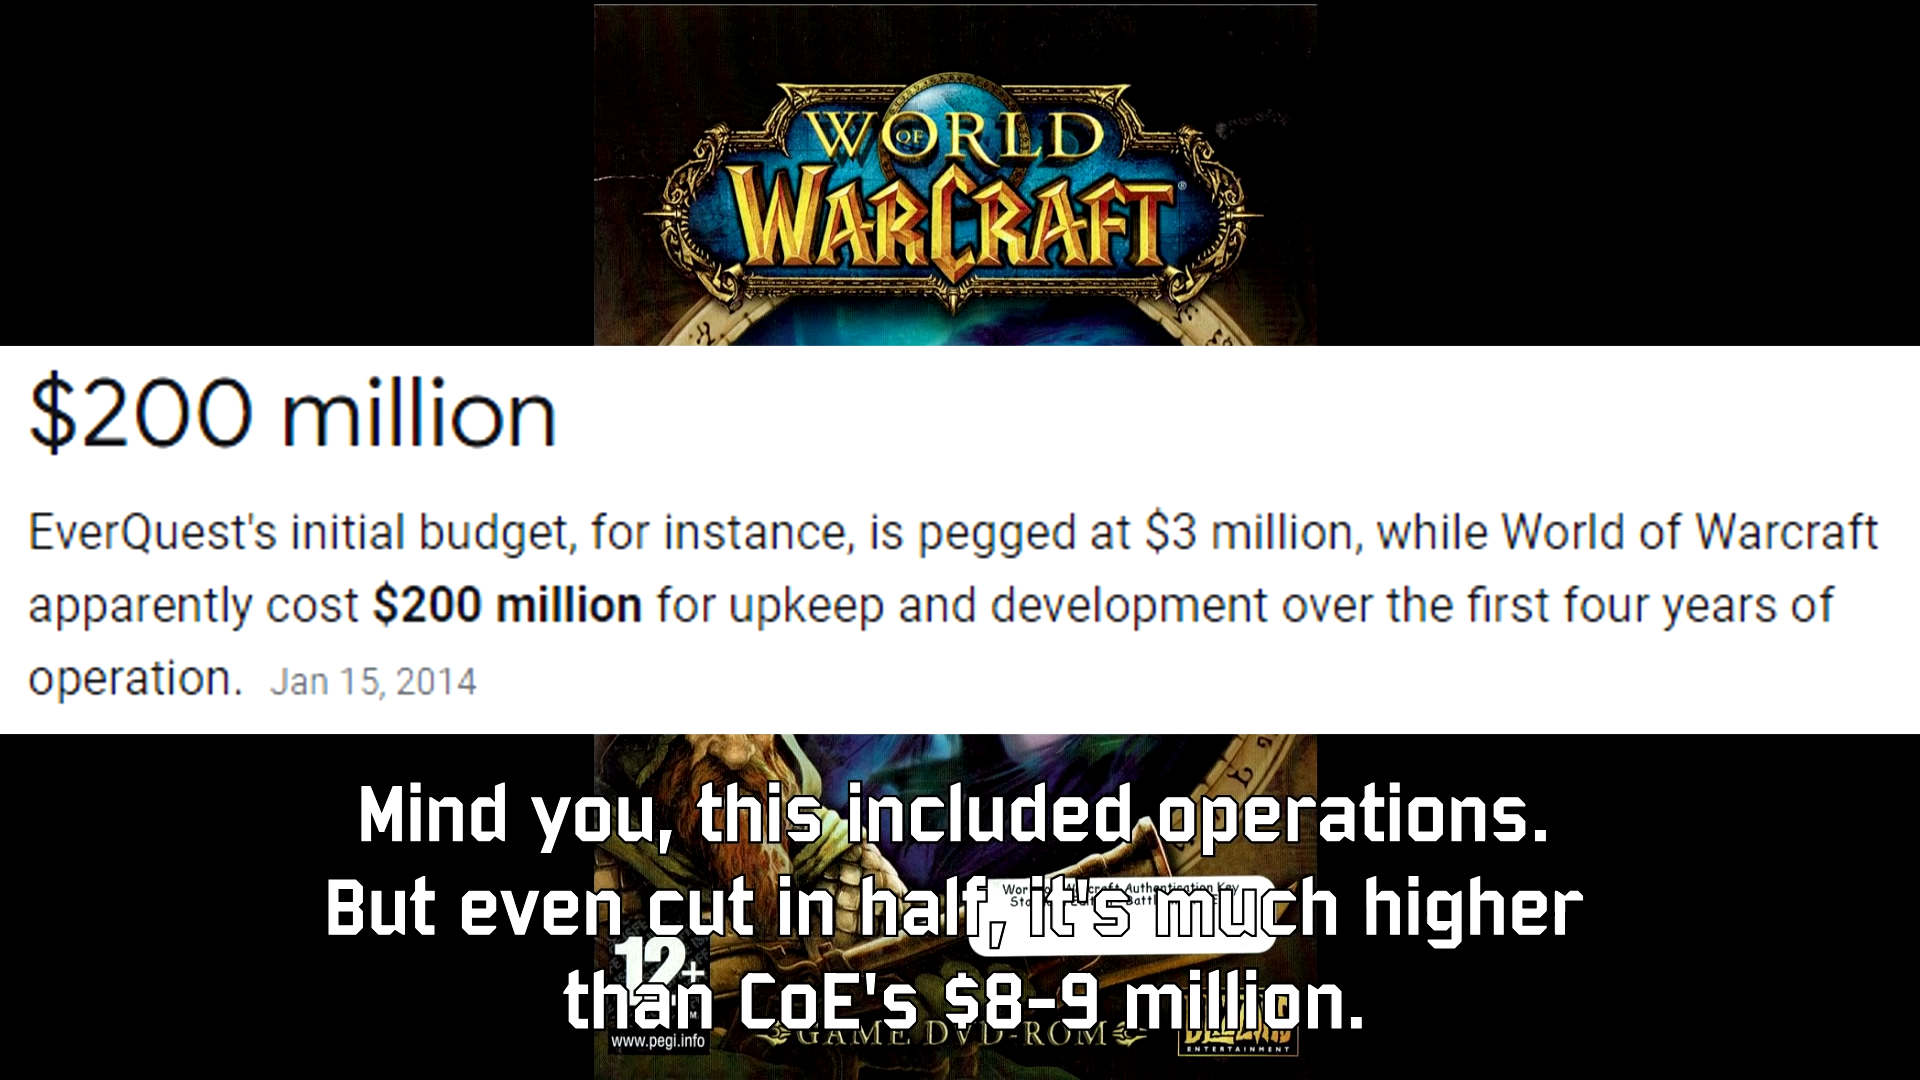 WORLD
OF
WARCRAFT
$200 million
EverQuest's initial budget, for instance, is pegged at $3 million, while World of Warcraft
apparently cost $200 million for upkeep and development over the first four years of
operation. Jan 15, 2014
Mind you, this included operations.
But even cut in half, it's much higher
than CoE's $8-9 million.
12+
www.pegi.info
GAME DVD-ROM
ENTERTAINMENT